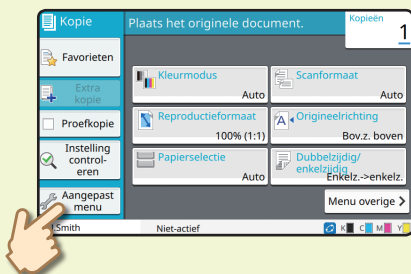 Kopie
Plaats het originele document.
Kopieën
1
Favorieten
Extra
kopie
Proefkopie
Instelling
control-
eren
Aangepast
menu
Kleurmodus
Auto
Scanformaat
Auto
Reproductieformaat
100% (1:1)
Origineelrichting
Bov.z. boven
Papierselectie
Auto
Dubbelzijdig/
enkelzijdig
Enkelz.->enkelz.
Menu overige
.Smith
Niet-actief
K C M Y